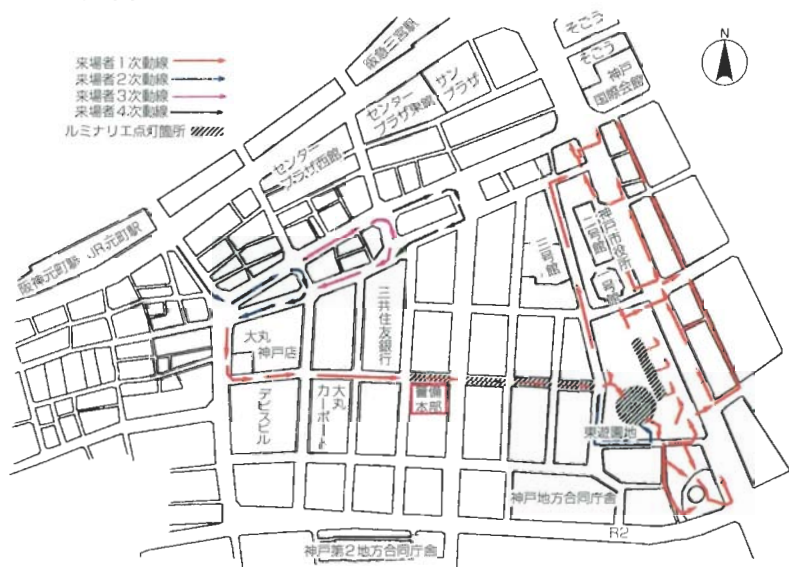 来場者1次動線
来場者2次動線
来場者3次動線
来場者4次動線
ルミナリエ点灯箇所
N
そごう
そごう
神戸
国際会館
阪急三宮駅
サン
プラザ
センター
プラザ東館
センター
プラザ西館
阪神元町駅 JR元町駅
神戸市役所
二号館
一号館
三号館
三井住友銀行
大丸
神戸店
デビスビル
大丸
カーポート
警備
本部
東遊園地
神戸地方合同庁舎
R2
神戸第2地方合同庁舎